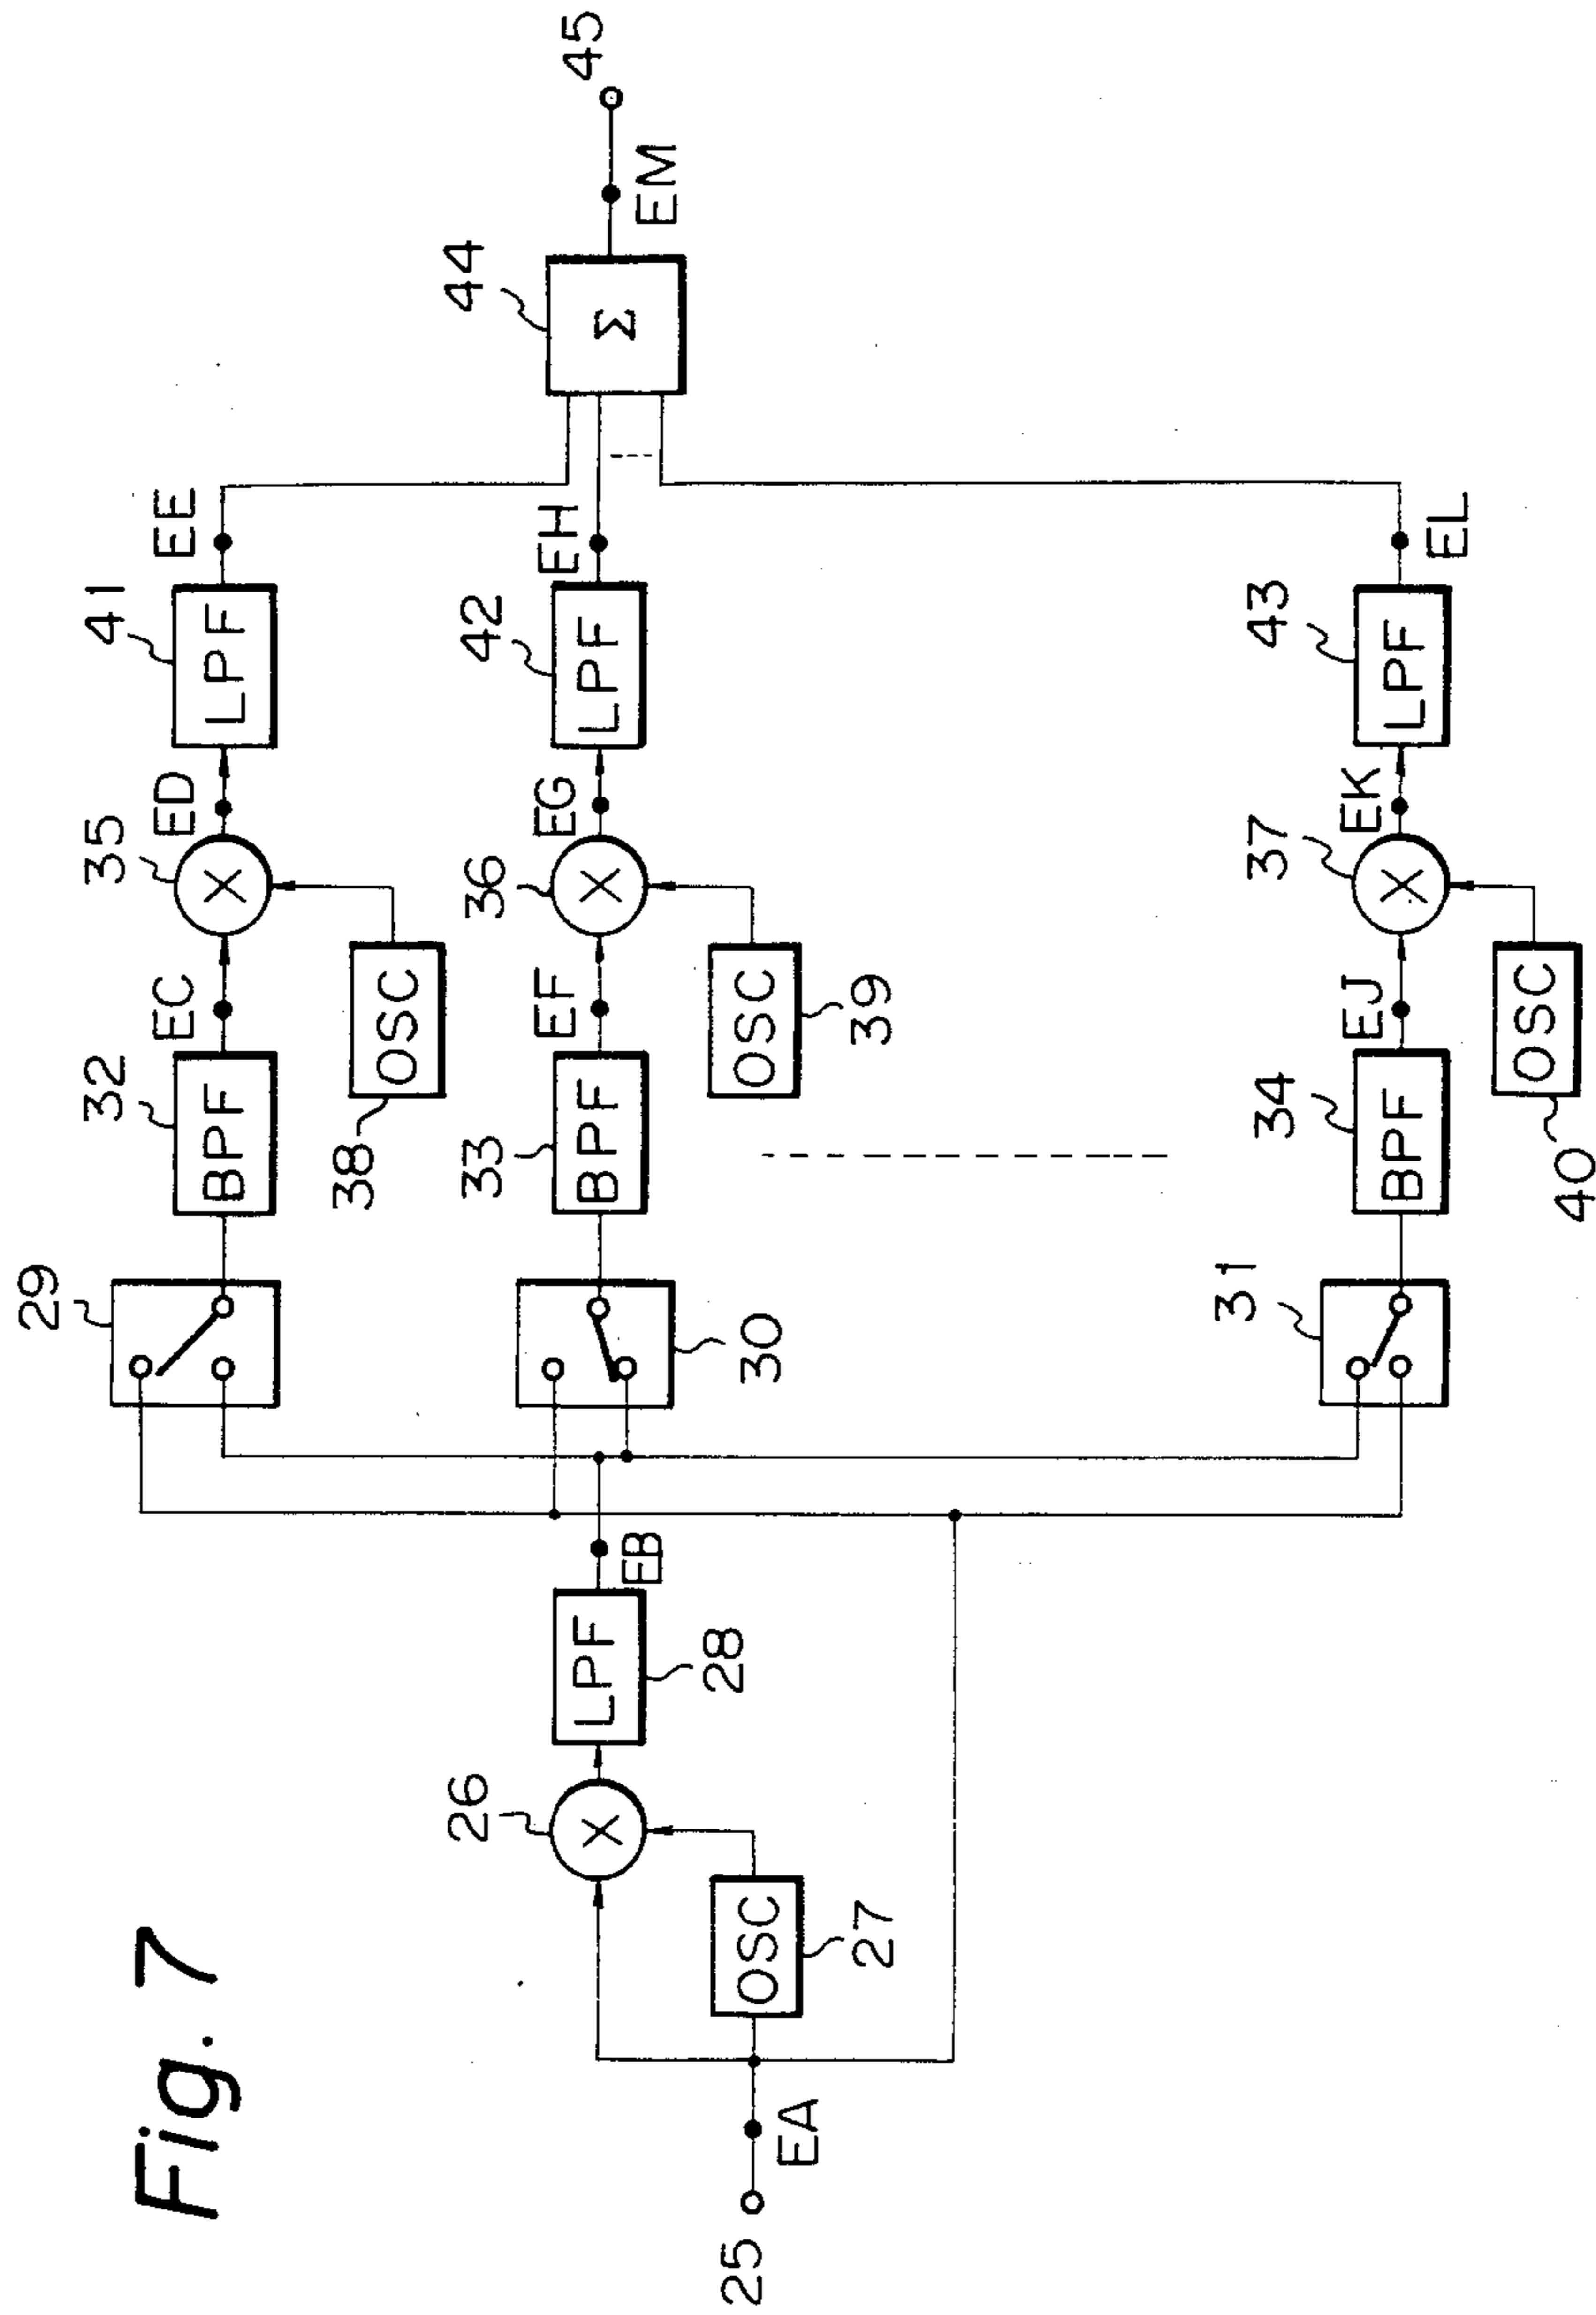 Fig. 7
25
EA
OSC
27
26
X
LPF
28
EB
29
30
31
32
BPF
EC
35
X
ED
41
LPF
EE
38
OSC
33
BPF
EF
36
X
EG
42
LPF
EH
OSC
39
34
BPF
EJ
37
X
EK
43
LPF
EL
OSC
40
44
Σ
EM
45